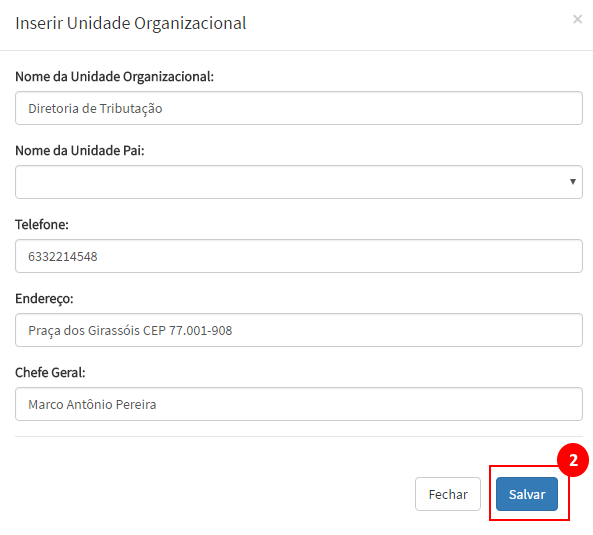 Inserir Unidade Organizacional
×
Nome da Unidade Organizacional:
Diretoria de Tributação
Nome da Unidade Pai:
Telefone:
6332214548
Endereço:
Praça dos Girassóis CEP 77.001-908
Chefe Geral:
Marco Antônio Pereira
2
Fechar
Salvar